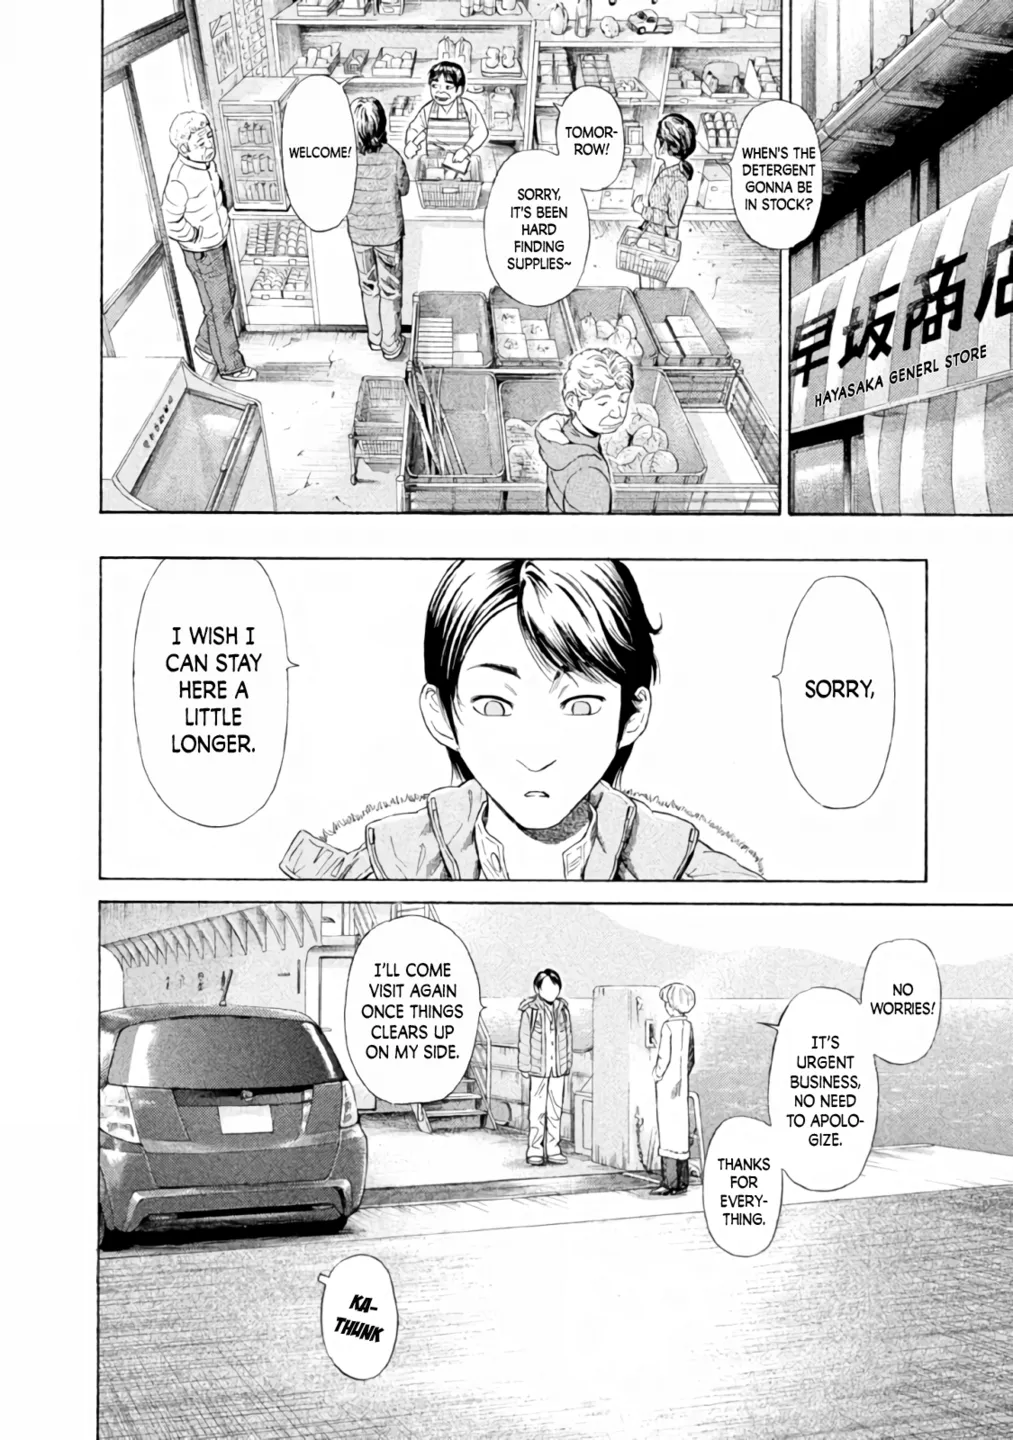 WHEN'S THE
DETERGENT
GONNA BE
IN STOCK?
早坂商店
HAYASAKA GENERL STORE
TOMOR-
ROW!
SORRY,
IT'S BEEN
HARD
FINDING
SUPPLIES~
WELCOME!
SORRY,
I WISH I
CAN STAY
HERE A
LITTLE
LONGER.
NO
WORRIES!
IT'S
URGENT
BUSINESS,
NO NEED
TO APOLO-
GIZE.
THANKS
FOR
EVERY-
THING.
I'LL COME
VISIT AGAIN
ONCE THINGS
CLEARS UP
ON MY SIDE.
KA-
THUNK